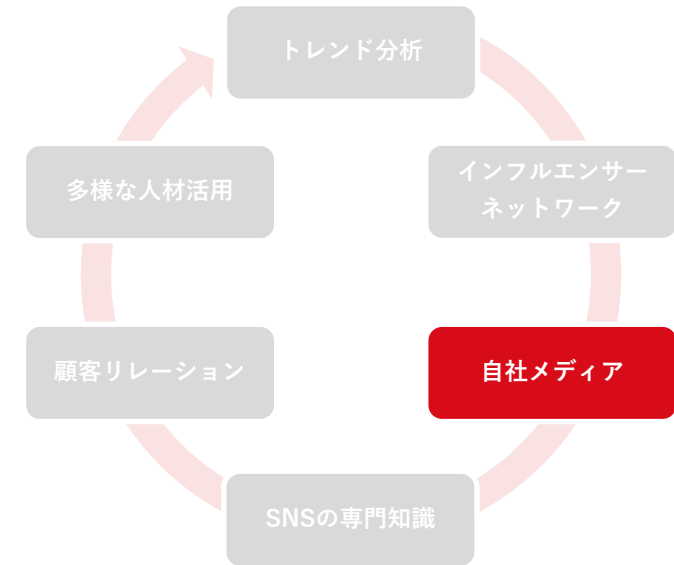 トレンド分析
多様な人材活用
インフルエンサー
ネットワーク
顧客リレーション
自社メディア
SNSの専門知識